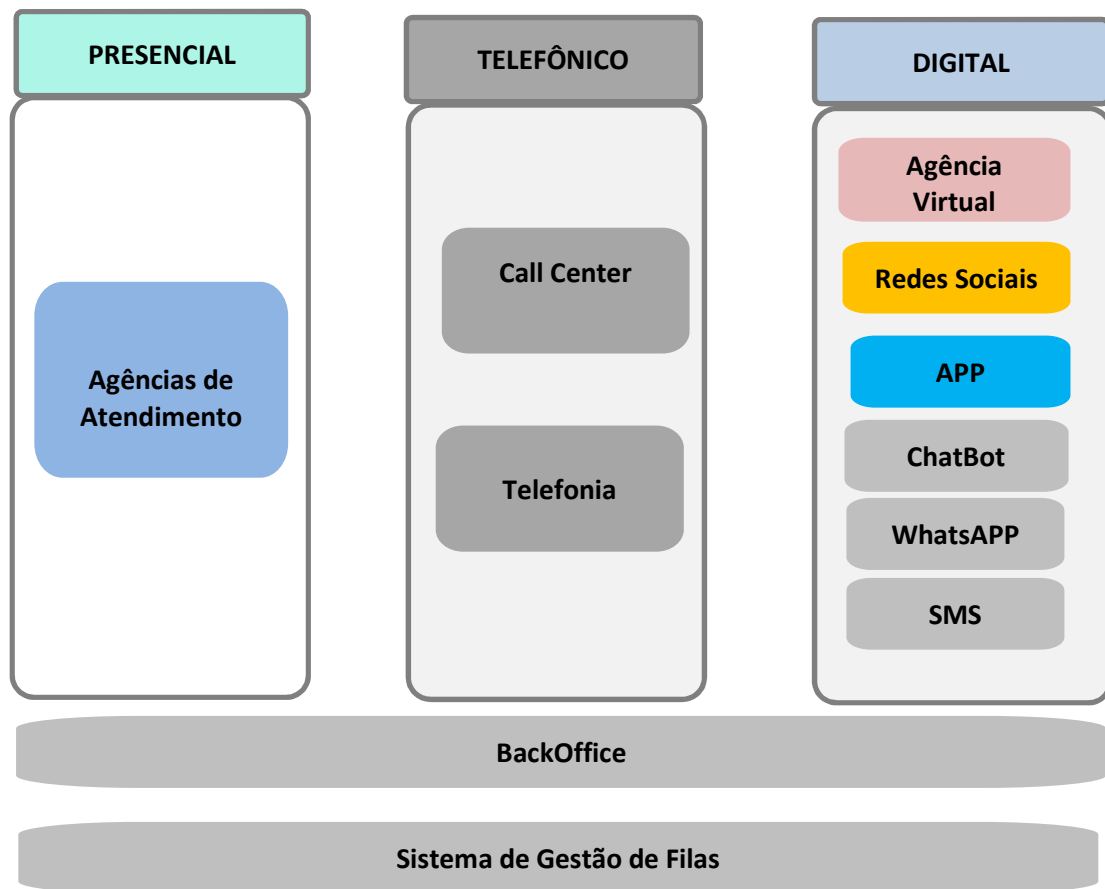 PRESENCIAL
TELEFÔNICO
DIGITAL
Agências de
Atendimento
Call Center
Telefonia
Agência
Virtual
Redes Sociais
APP
ChatBot
WhatsAPP
SMS
BackOffice
Sistema de Gestão de Filas